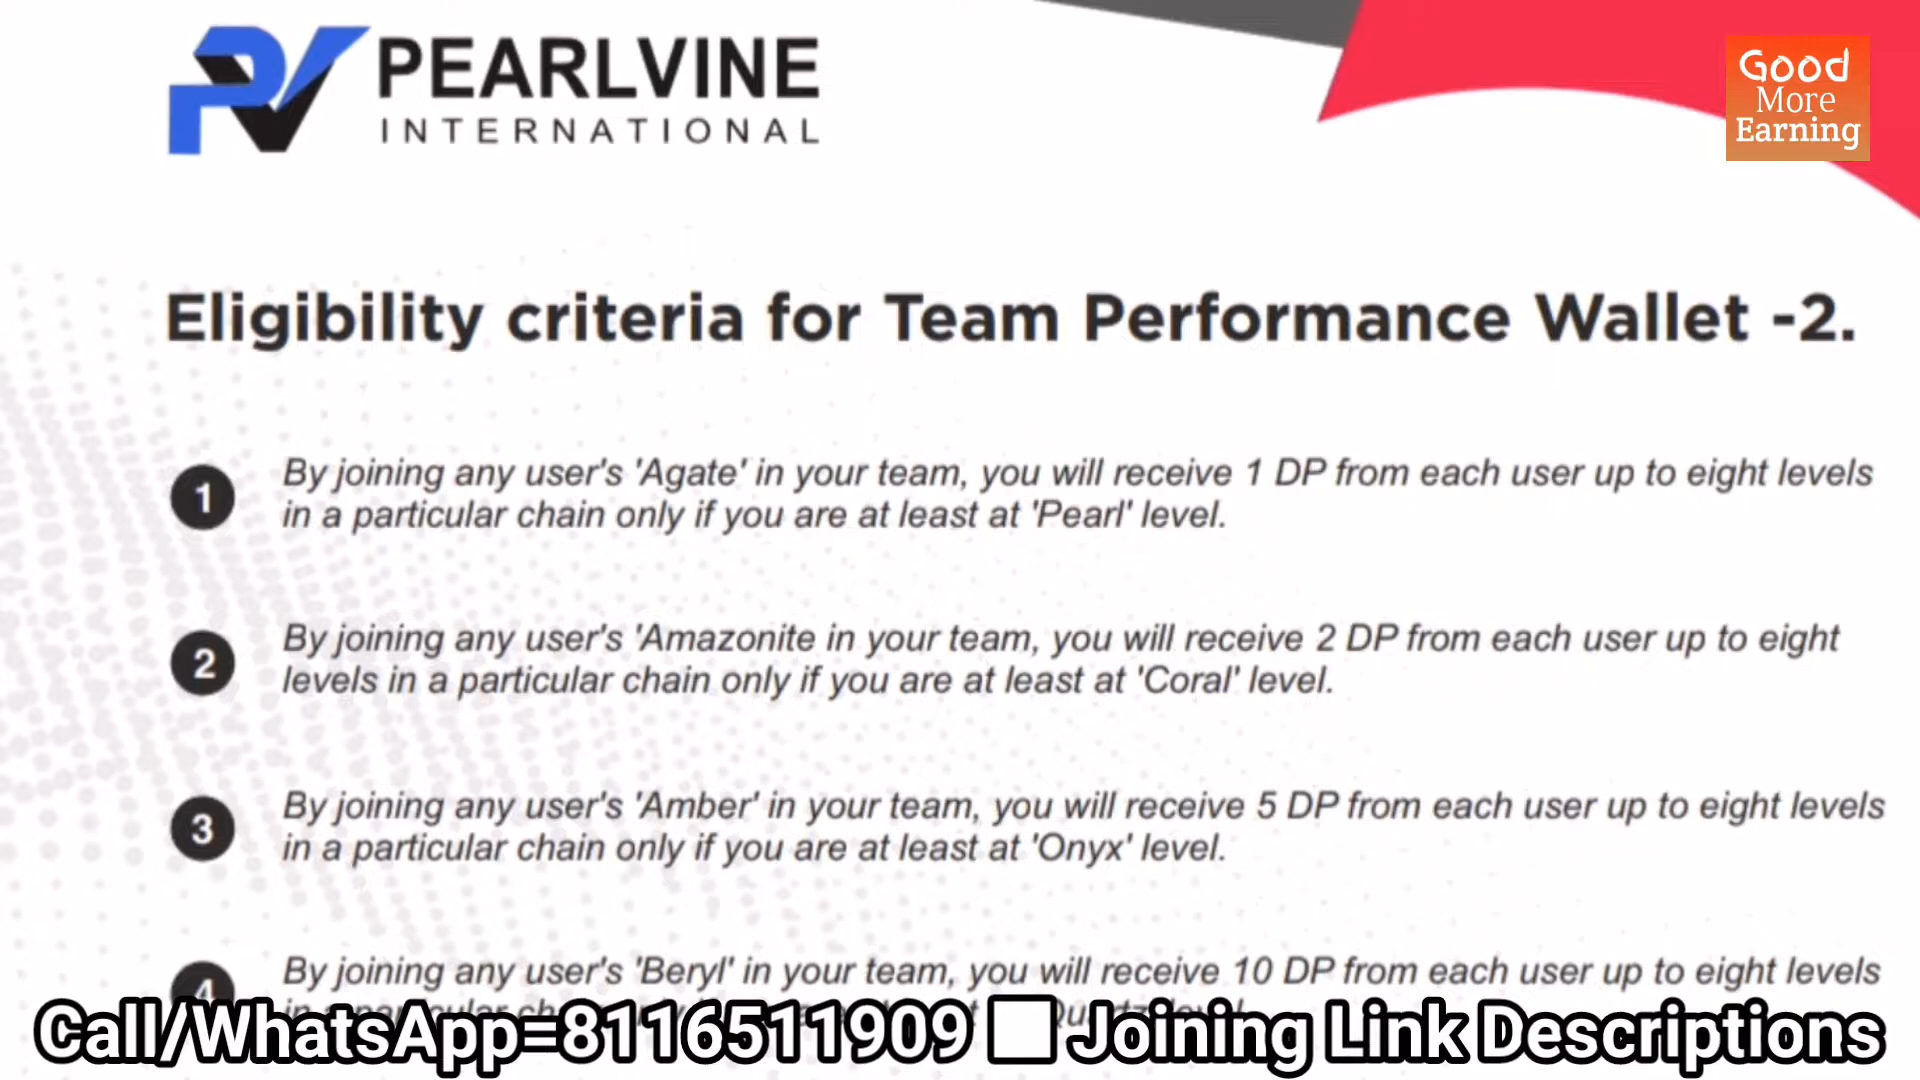 PEARLVINE
INTERNATIONAL
Good
More
Earning
Eligibility criteria for Team Performance Wallet -2.
1
By joining any user's 'Agate' in your team, you will receive 1 DP from each user up to eight levels
in a particular chain only if you are at least at 'Pearl' level.
2
By joining any user's 'Amazonite in your team, you will receive 2 DP from each user up to eight
levels in a particular chain only if you are at least at 'Coral' level.
3
By joining any user's 'Amber' in your team, you will receive 5 DP from each user up to eight levels
in a particular chain only if you are at least at 'Onyx' level.
4
By joining any user's 'Beryl' in your team, you will receive 10 DP from each user up to eight levels
Call/WhatsApp=8116511909 Joining Link Descriptions